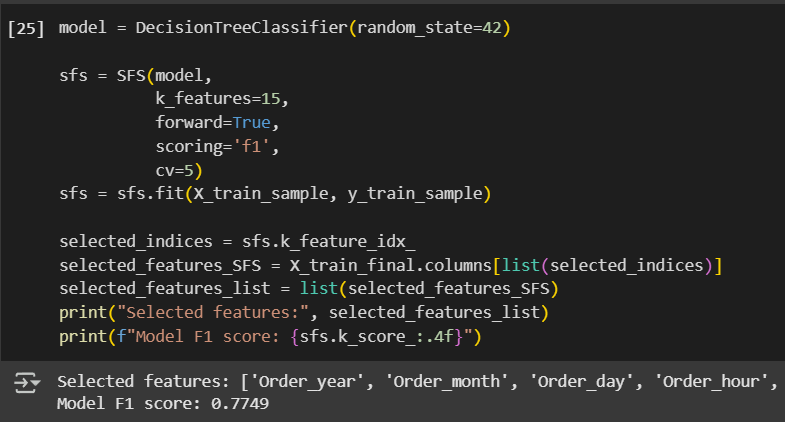 [25] model = DecisionTreeClassifier(random_state=42)
sfs = SFS(model,
k_features=15,
forward=True,
scoring='f1',
cv=5)
sfs = sfs.fit(X_train_sample, y_train_sample)
selected_indices = sfs.k_feature_idx_
selected_features_SFS = X_train_final.columns[list(selected_indices)]
selected_features_list = list(selected_features_SFS)
print("Selected features:", selected_features_list)
print(f"Model F1 score: {sfs.k_score_:.4f}")
Selected features: ['Order_year', 'Order_month', 'Order_day', 'Order_hour',
Model F1 score: 0.7749